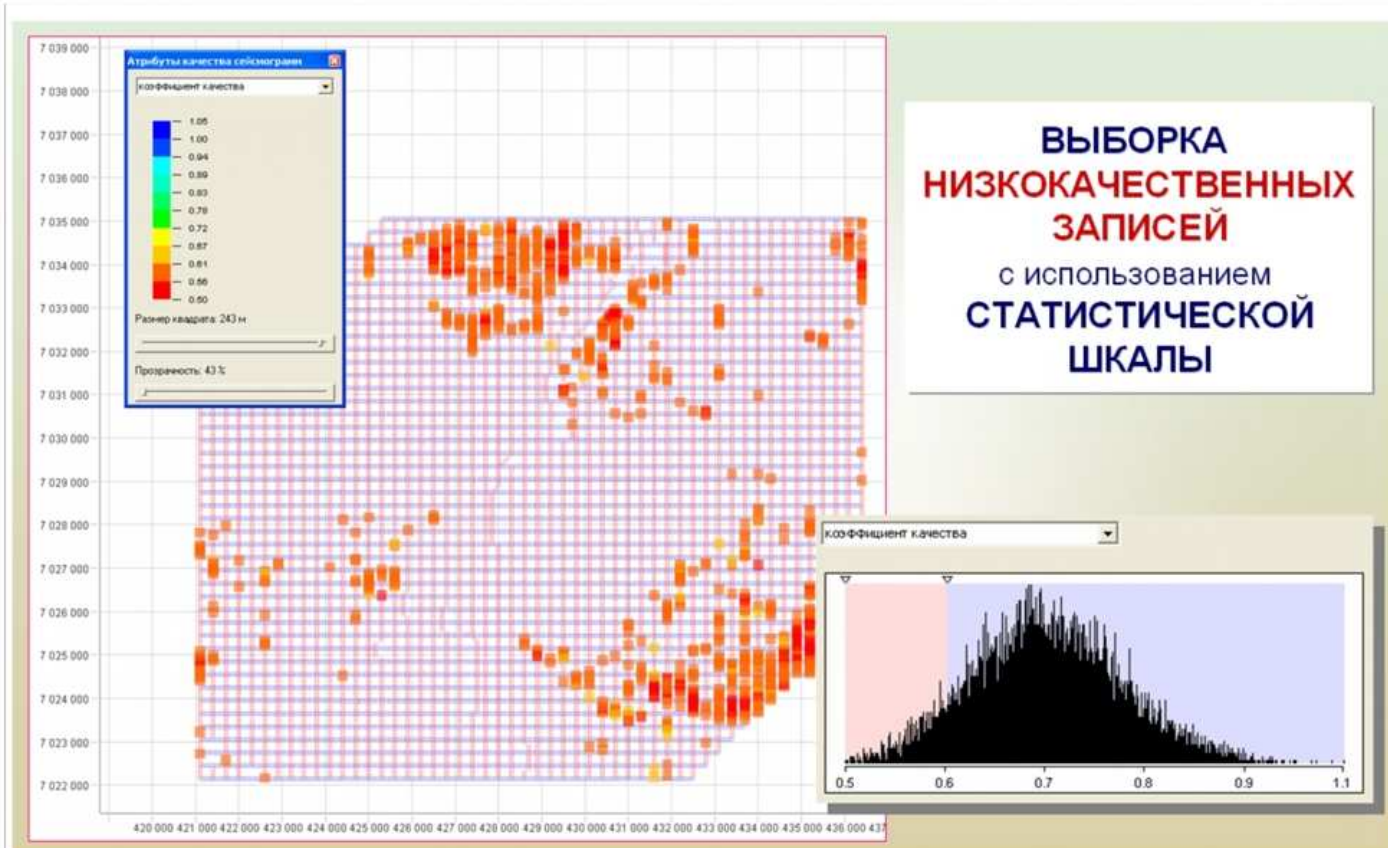 7 039 000
7 038 000
7 037 000
7 036 000
7 035 000
7 034 000
7 033 000
7 032 000
7 031 000
7 030 000
7 029 000
7 028 000
7 027 000
7 026 000
7 025 000
7 024 000
7 023 000
7 022 000
420 000 421 000 422 000 423 000 424 000 425 000 426 000 427 000 428 000 429 000 430 000 431 000 432 000 433 000 434 000 435 000 436 000 437
Атрибуты качества сейсмограмм
коэффициент качества
1.05
1.00
0.94
0.89
0.83
0.78
0.72
0.67
0.61
0.56
0.50
Размер квадрата: 243 м
Прозрачность: 43 %
ВЫБОРКА
НИЗКОКАЧЕСТВЕННЫХ
ЗАПИСЕЙ
с использованием
СТАТИСТИЧЕСКОЙ
ШКАЛЫ
коэффициент качества
0.5 0.6 0.7 0.8 0.9 1.1